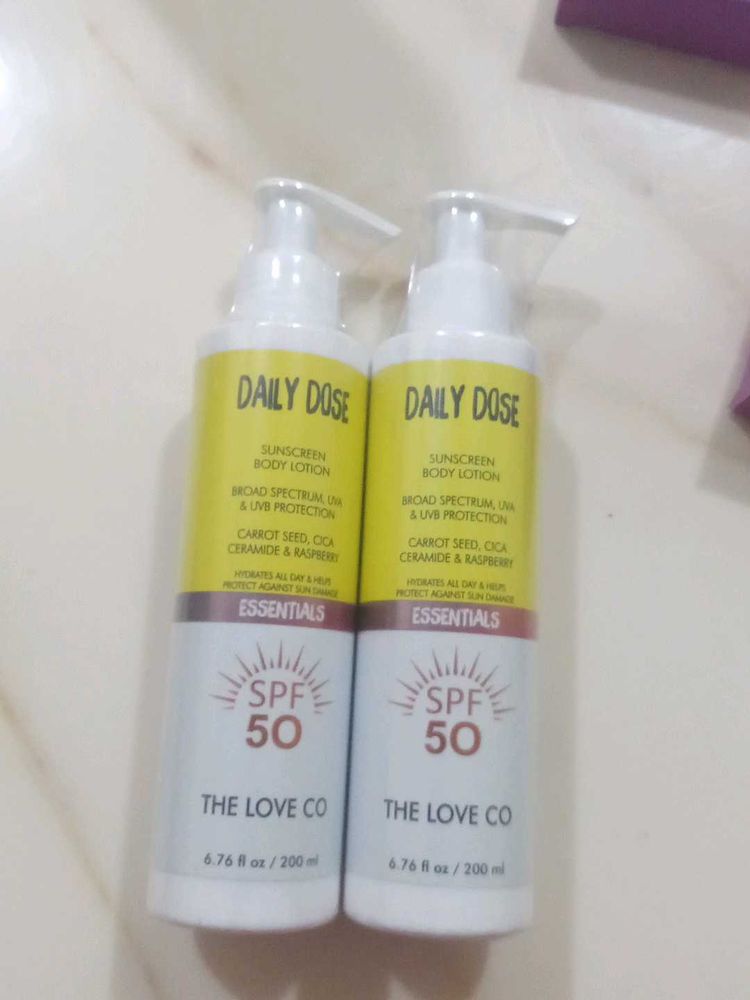 DAILY DOSE
SUNSCREEN
BODY LOTION
BROAD SPECTRUM, UVA
& UVB PROTECTION
CARROT SEED, CICA
CERAMIDE & RASPBERRY
HYDRATES ALL DAY & HELPS
PROTECT AGAINST SUN DAMAGE
ESSENTIALS
SPF
50
THE LOVE CO
6.76 fl oz / 200 ml
DAILY DOSE
SUNSCREEN
BODY LOTION
BROAD SPECTRUM, UVA
& UVB PROTECTION
CARROT SEED, CICA
CERAMIDE & RASPBERRY
HYDRATES ALL DAY & HELPS
PROTECT AGAINST SUN DAMAGE
ESSENTIALS
SPF
50
THE LOVE CO
6.76 fl oz / 200 ml